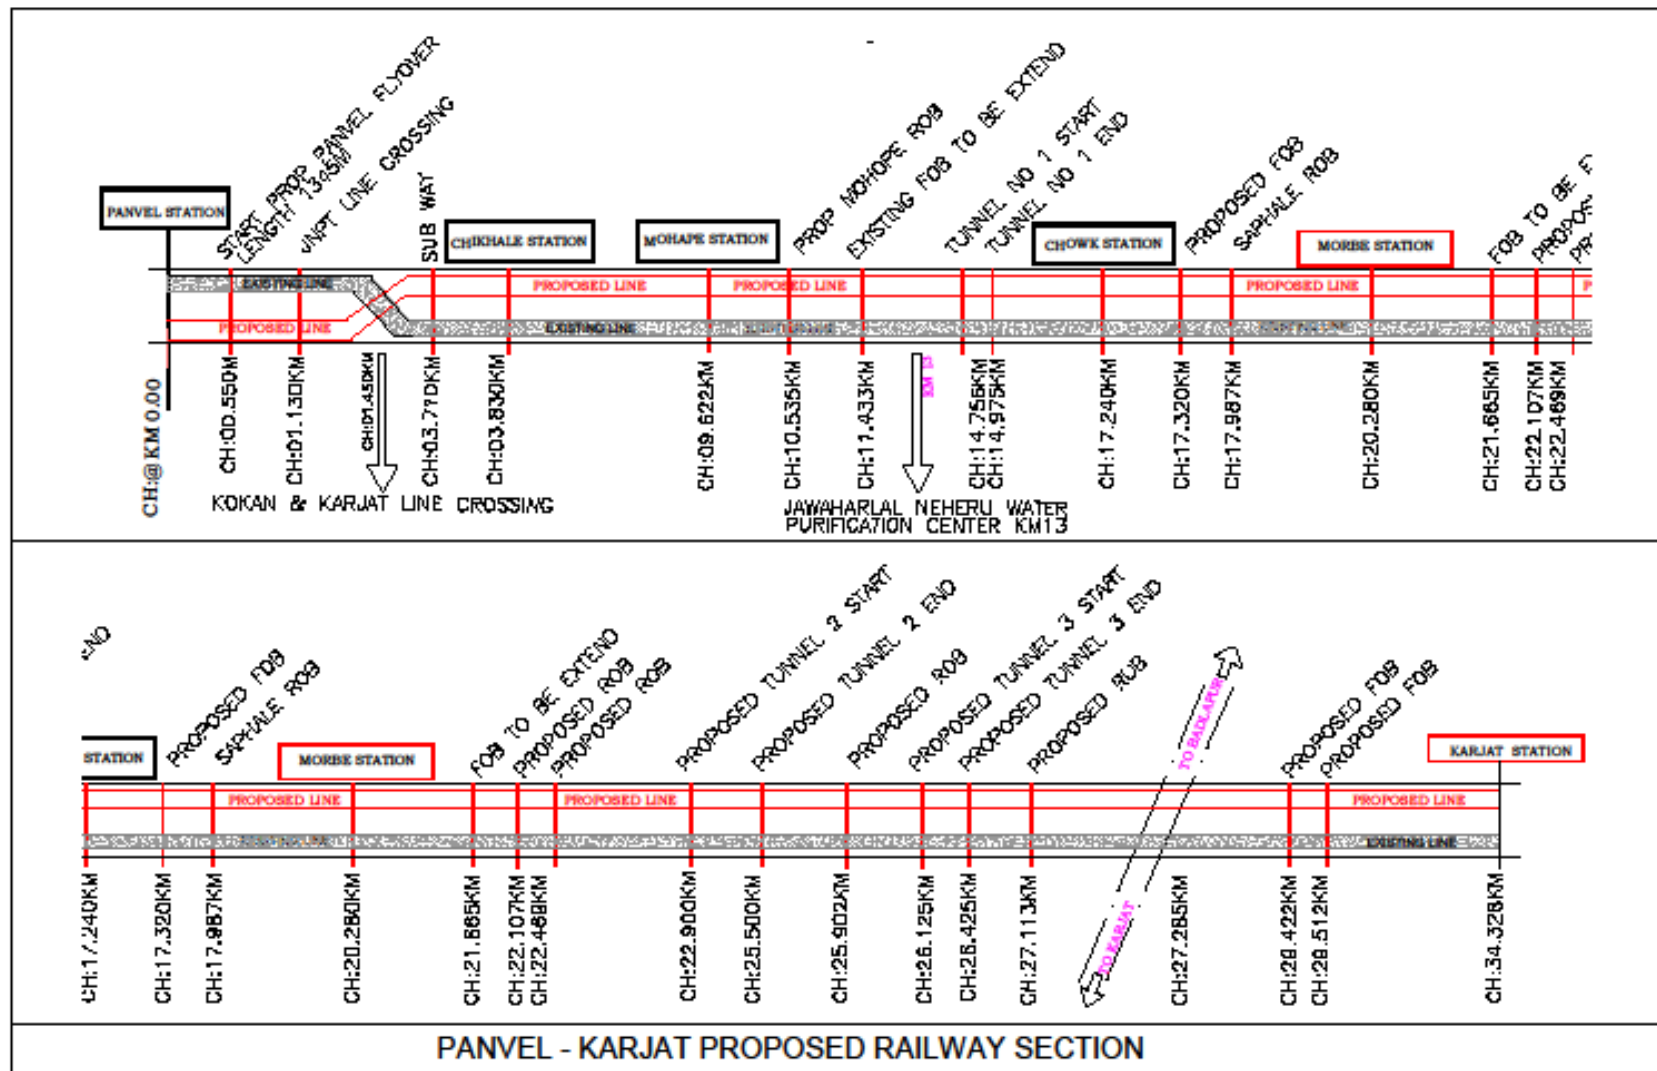 START PROP PANVEL FLYOVER
LENGTH 1345M
JNPT LINE CROSSING
SUB WAY
PROP MOHOPE ROB
EXISTING FOB TO BE EXTEND
TUNNEL NO 1 START
TUNNEL NO 1 END
PROPOSED FOB
SAPHALE ROB
FOB TO BE E
PROPOS
PR
PANVEL STATION
CHIKHALE STATION
MOHAPE STATION
CHOWK STATION
MORBE STATION
EXISTING LINE
PROPOSED LINE
PROPOSED LINE
PROPOSED LINE
P
PROPOSED LINE
EXISTING LINE
CH:@KM 0.00
CH:00.550KM
CH:01.130KM
CH:01.450KM
CH:03.710KM
CH:03.830KM
CH:09.622KM
CH:10.535KM
CH:11.433KM
KM 13
CH:14.756KM
CH:14.975KM
CH:17.240KM
CH:17.320KM
CH:17.987KM
CH:20.280KM
CH:21.665KM
CH:22.107KM
CH:22.469KM
KOKAN & KARJAT LINE CROSSING
JAWAHARLAL NEHERU WATER
PURIFICATION CENTER KM13
END
PROPOSED FOB
SAPHALE ROB
FOB TO BE EXTEND
PROPOSED ROB
PROPOSED ROB
PROPOSED TUNNEL 2 START
PROPOSED TUNNEL 2 END
PROPOSED ROB
PROPOSED TUNNEL 3 START
PROPOSED TUNNEL 3 END
PROPOSED RUB
TO BADLAPUR
TO KARJAT
PROPOSED FOB
PROPOSED FOB
STATION
MORBE STATION
KARJAT STATION
PROPOSED LINE
PROPOSED LINE
PROPOSED LINE
EXISTING LINE
CH:17.240KM
CH:17.320KM
CH:17.987KM
CH:20.280KM
CH:21.665KM
CH:22.107KM
CH:22.469KM
CH:22.900KM
CH:25.500KM
CH:25.902KM
CH:26.125KM
CH:26.425KM
CH:27.113KM
CH:27.285KM
CH:29.422KM
CH:29.512KM
CH:34.326KM
PANVEL - KARJAT PROPOSED RAILWAY SECTION